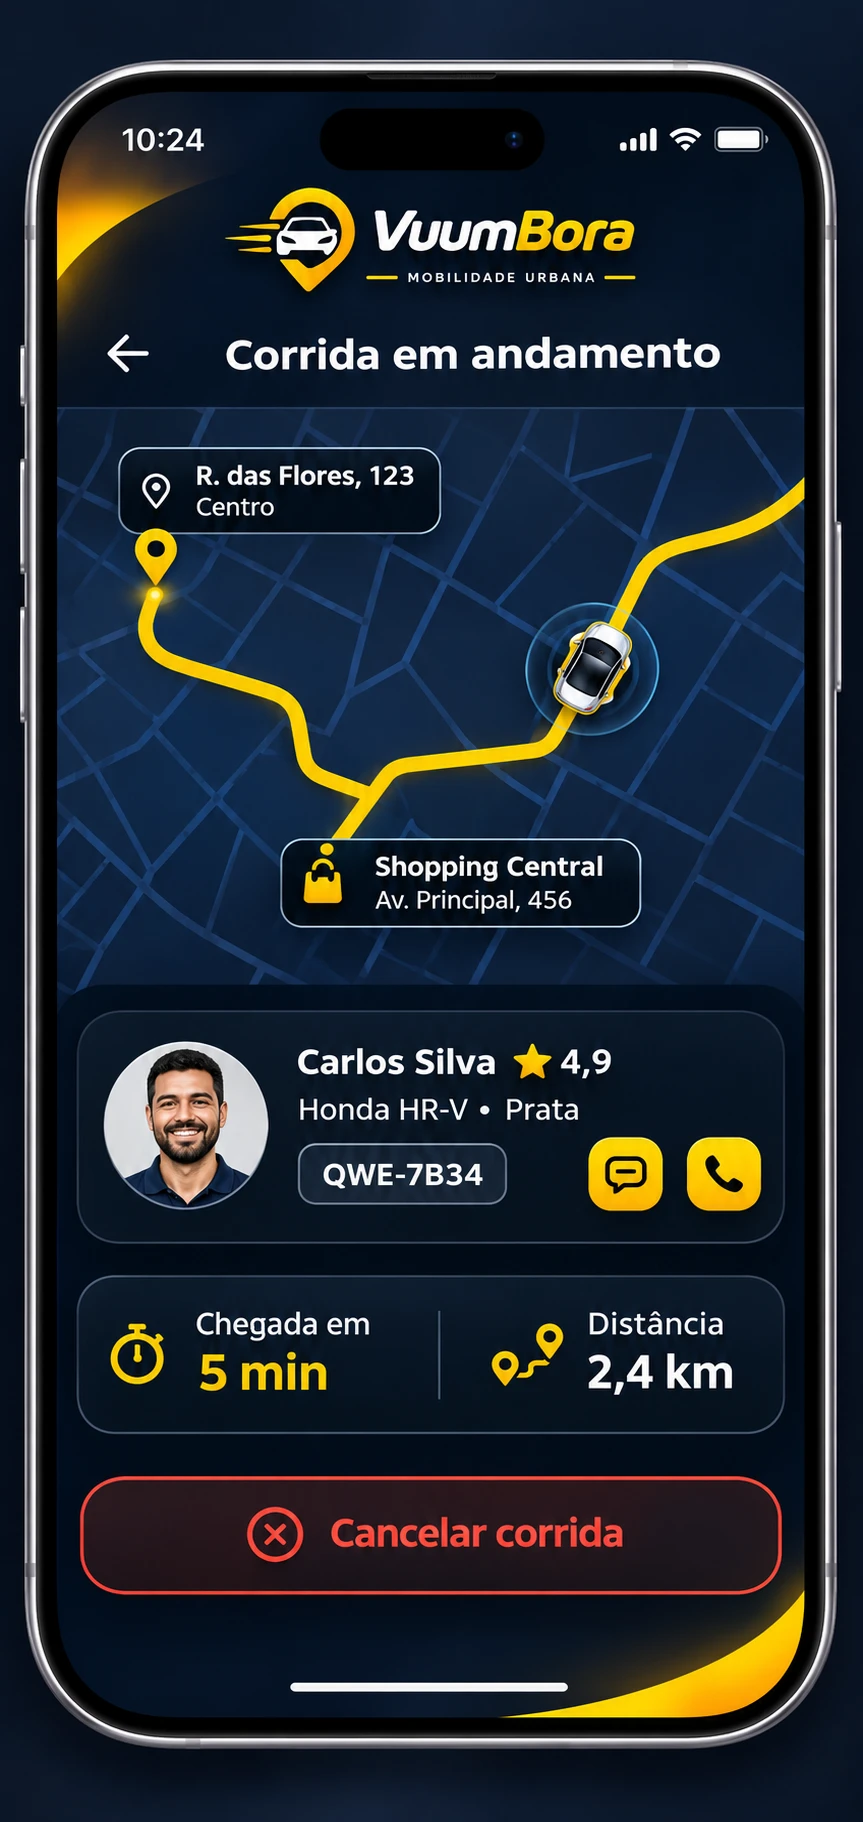 10:24
VuumBora
MOBILIDADE URBANA
Corrida em andamento
R. das Flores, 123
Centro
Shopping Central
Av. Principal, 456
Carlos Silva 4,9
Honda HR-V • Prata
QWE-7B34
Chegada em
5 min
Distância
2,4 km
Cancelar corrida